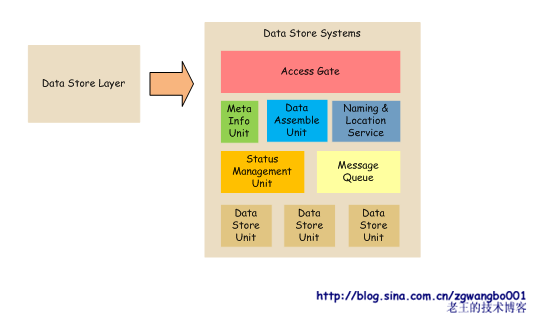 Data Store Systems
Data Store Layer
Access Gate
Meta
Info
Unit
Data
Assemble
Unit
Naming &
Location
Service
Status
Management
Unit
Message
Queue
Data
Store
Unit
Data
Store
Unit
Data
Store
Unit
http://blog.sina.com.cn/zgwangbo001
老王的技术博客